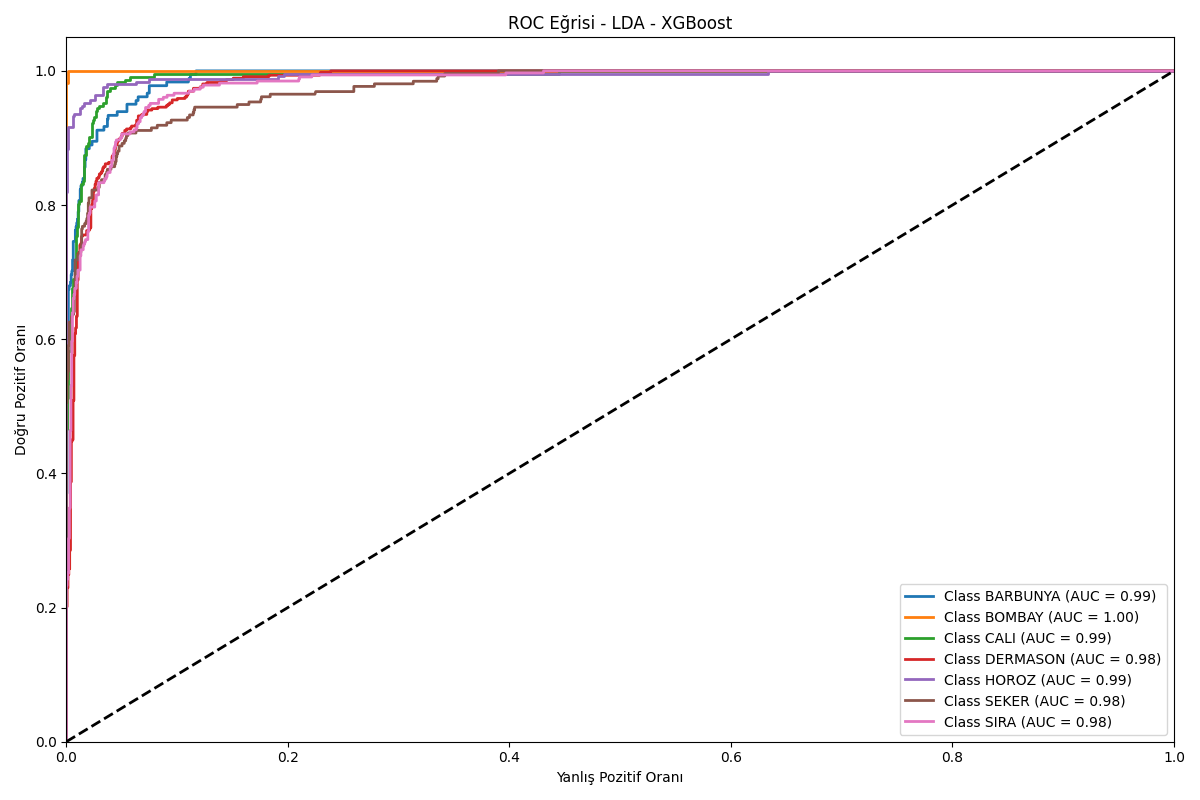 ROC Eğrisi - LDA - XGBoost
1.0
0.8
0.6
0.4
0.2
0.0
Doğru Pozitif Oranı
0.0 0.2 0.4 0.6 0.8 1.0
Yanlış Pozitif Oranı
Class BARBUNYA (AUC = 0.99)
Class BOMBAY (AUC = 1.00)
Class CALI (AUC = 0.99)
Class DERMASON (AUC = 0.98)
Class HOROZ (AUC = 0.99)
Class SEKER (AUC = 0.98)
Class SIRA (AUC = 0.98)